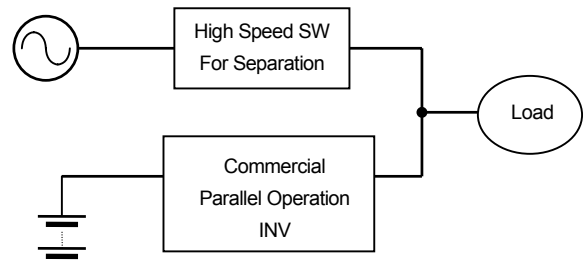 High Speed SW
For Separation
Load
Commercial
Parallel Operation
INV